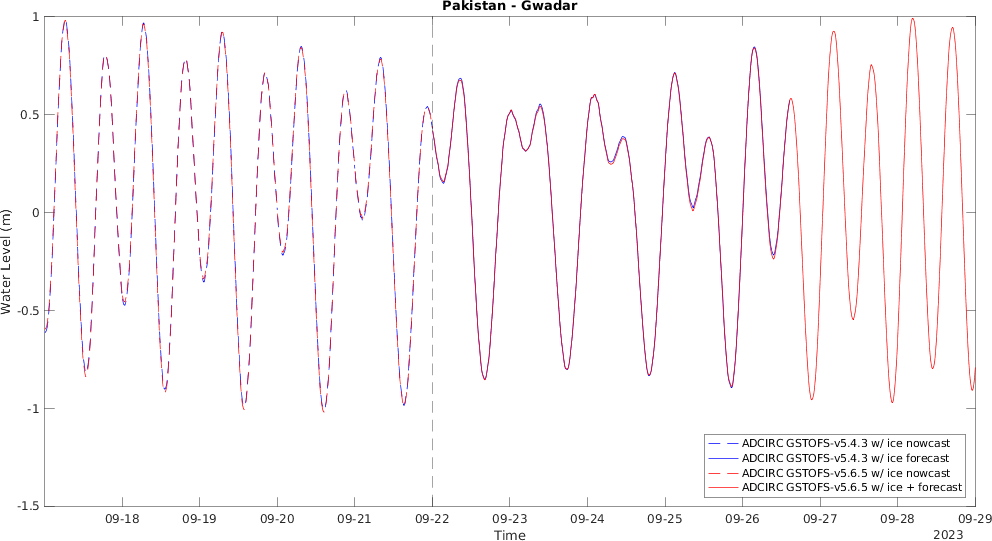 Pakistan - Gwadar
Water Level (m)
1
0.5
0
-0.5
-1
-1.5
ADCIRC GSTOFS-v5.4.3 w/ ice nowcast
ADCIRC GSTOFS-v5.4.3 w/ ice forecast
ADCIRC GSTOFS-v5.6.5 w/ ice nowcast
ADCIRC GSTOFS-v5.6.5 w/ ice + forecast
09-18 09-19 09-20 09-21 09-22 09-23 09-24 09-25 09-26 09-27 09-28 09-29
Time
2023